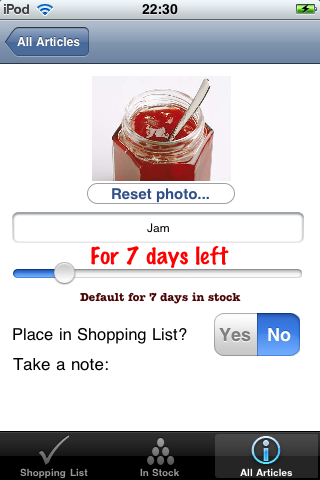 iPod 22:30
All Articles
Reset photo...
Jam
For 7 days left
Default for 7 days in stock
Place in Shopping List? Yes No
Take a note:
Shopping List In Stock All Articles